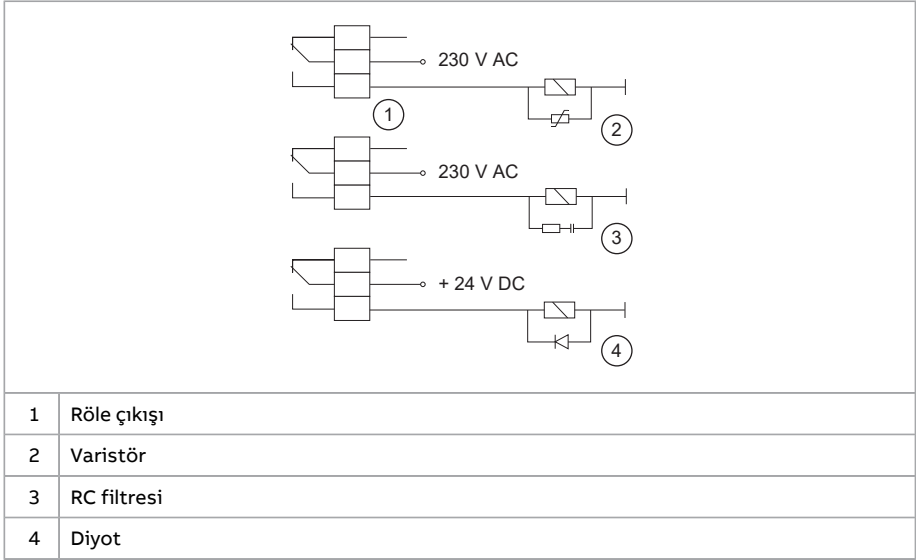 230 V AC
1
2
230 V AC
3
+ 24 V DC
4
1 Röle çıkışı
2 Varistör
3 RC filtresi
4 Diyot